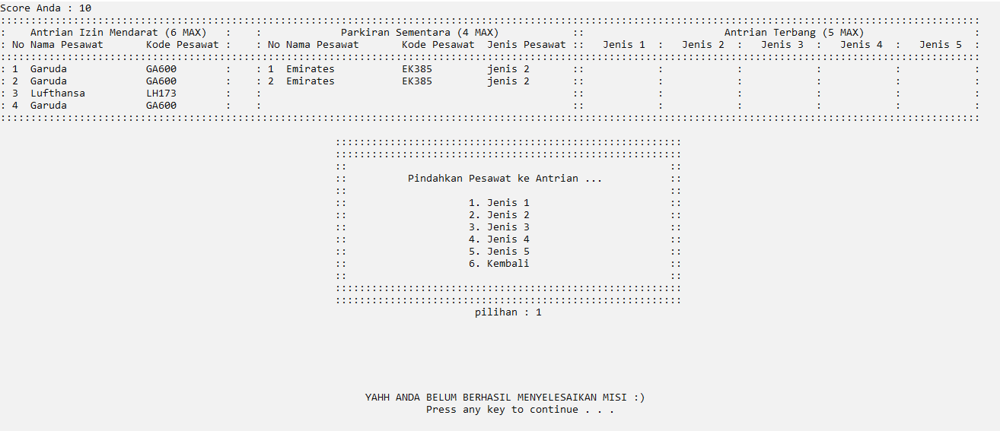 Score Anda : 10
:::::::::::::::::::::::::::::::::::::::::::::::::::::::::::::::::::::::::::::::::::::::::::::::::::::::::::::::::::::::::::::::::::::::::::::::::::::::::::::::::
:    Antrian Izin Mendarat (6 MAX)   :    :             Parkiran Sementara (4 MAX)            ::                       Antrian Terbang (5 MAX)                  :
: No Nama Pesawat       Kode Pesawat :    : No Nama Pesawat       Kode Pesawat  Jenis Pesawat ::   Jenis 1  :   Jenis 2  :   Jenis 3  :   Jenis 4  :   Jenis 5  :
:::::::::::::::::::::::::::::::::::::::::::::::::::::::::::::::::::::::::::::::::::::::::::::::::::::::::::::::::::::::::::::::::::::::::::::::::::::::::::::::::
: 1  Garuda             GA600        :    : 1  Emirates           EK385         jenis 2       ::            :            :            :            :            :
: 2  Garuda             GA600        :    : 2  Emirates           EK385         jenis 2       ::            :            :            :            :            :
: 3  Lufthansa          LH173        :    :                                                   ::            :            :            :            :            :
: 4  Garuda             GA600        :    :                                                   ::            :            :            :            :            :
:::::::::::::::::::::::::::::::::::::::::::::::::::::::::::::::::::::::::::::::::::::::::::::::::::::::::::::::::::::::::::::::::::::::::::::::::::::::::::::::::
:::::::::::::::::::::::::::::::::::::::::::::::::::::::::
:::::::::::::::::::::::::::::::::::::::::::::::::::::::::
::                                                     ::
::          Pindahkan Pesawat ke Antrian ...           ::
::                                                     ::
::                    1. Jenis 1                       ::
::                    2. Jenis 2                       ::
::                    3. Jenis 3                       ::
::                    4. Jenis 4                       ::
::                    5. Jenis 5                       ::
::                    6. Kembali                       ::
::                                                     ::
:::::::::::::::::::::::::::::::::::::::::::::::::::::::::
:::::::::::::::::::::::::::::::::::::::::::::::::::::::::
pilihan : 1
YAHH ANDA BELUM BERHASIL MENYELESAIKAN MISI :)
Press any key to continue . . .